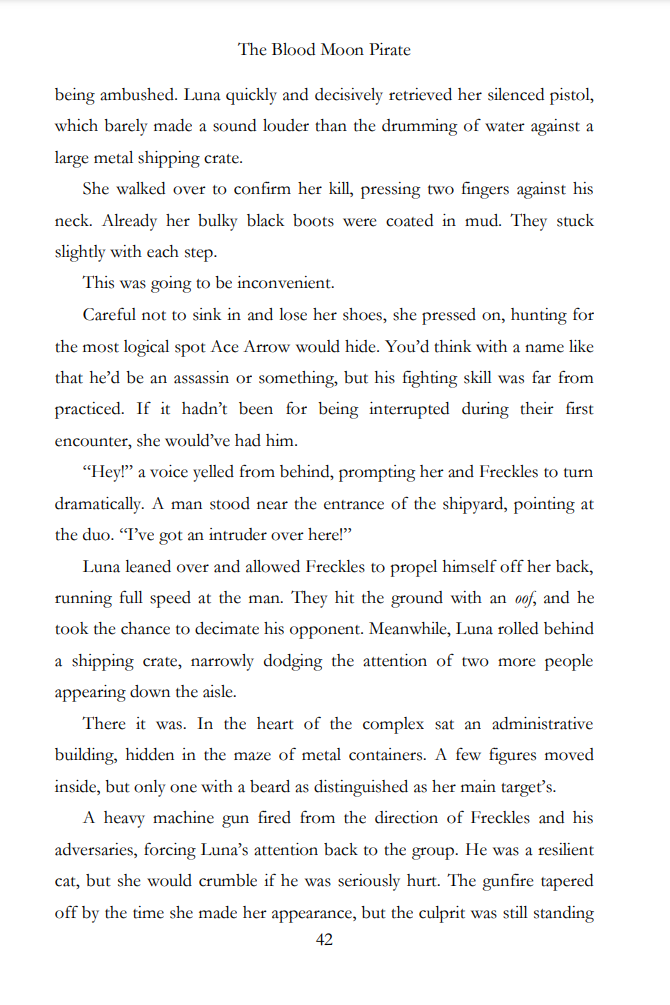 The Blood Moon Pirate
being ambushed. Luna quickly and decisively retrieved her silenced pistol,
which barely made a sound louder than the drumming of water against a
large metal shipping crate.
She walked over to confirm her kill, pressing two fingers against his
neck. Already her bulky black boots were coated in mud. They stuck
slightly with each step.
This was going to be inconvenient.
Careful not to sink in and lose her shoes, she pressed on, hunting for
the most logical spot Ace Arrow would hide. You’d think with a name like
that he’d be an assassin or something, but his fighting skill was far from
practiced. If it hadn’t been for being interrupted during their first
encounter, she would’ve had him.
“Hey!” a voice yelled from behind, prompting her and Freckles to turn
dramatically. A man stood near the entrance of the shipyard, pointing at
the duo. “I’ve got an intruder over here!”
Luna leaned over and allowed Freckles to propel himself off her back,
running full speed at the man. They hit the ground with an oof, and he
took the chance to decimate his opponent. Meanwhile, Luna rolled behind
a shipping crate, narrowly dodging the attention of two more people
appearing down the aisle.
There it was. In the heart of the complex sat an administrative
building, hidden in the maze of metal containers. A few figures moved
inside, but only one with a beard as distinguished as her main target’s.
A heavy machine gun fired from the direction of Freckles and his
adversaries, forcing Luna’s attention back to the group. He was a resilient
cat, but she would crumble if he was seriously hurt. The gunfire tapered
off by the time she made her appearance, but the culprit was still standing
42